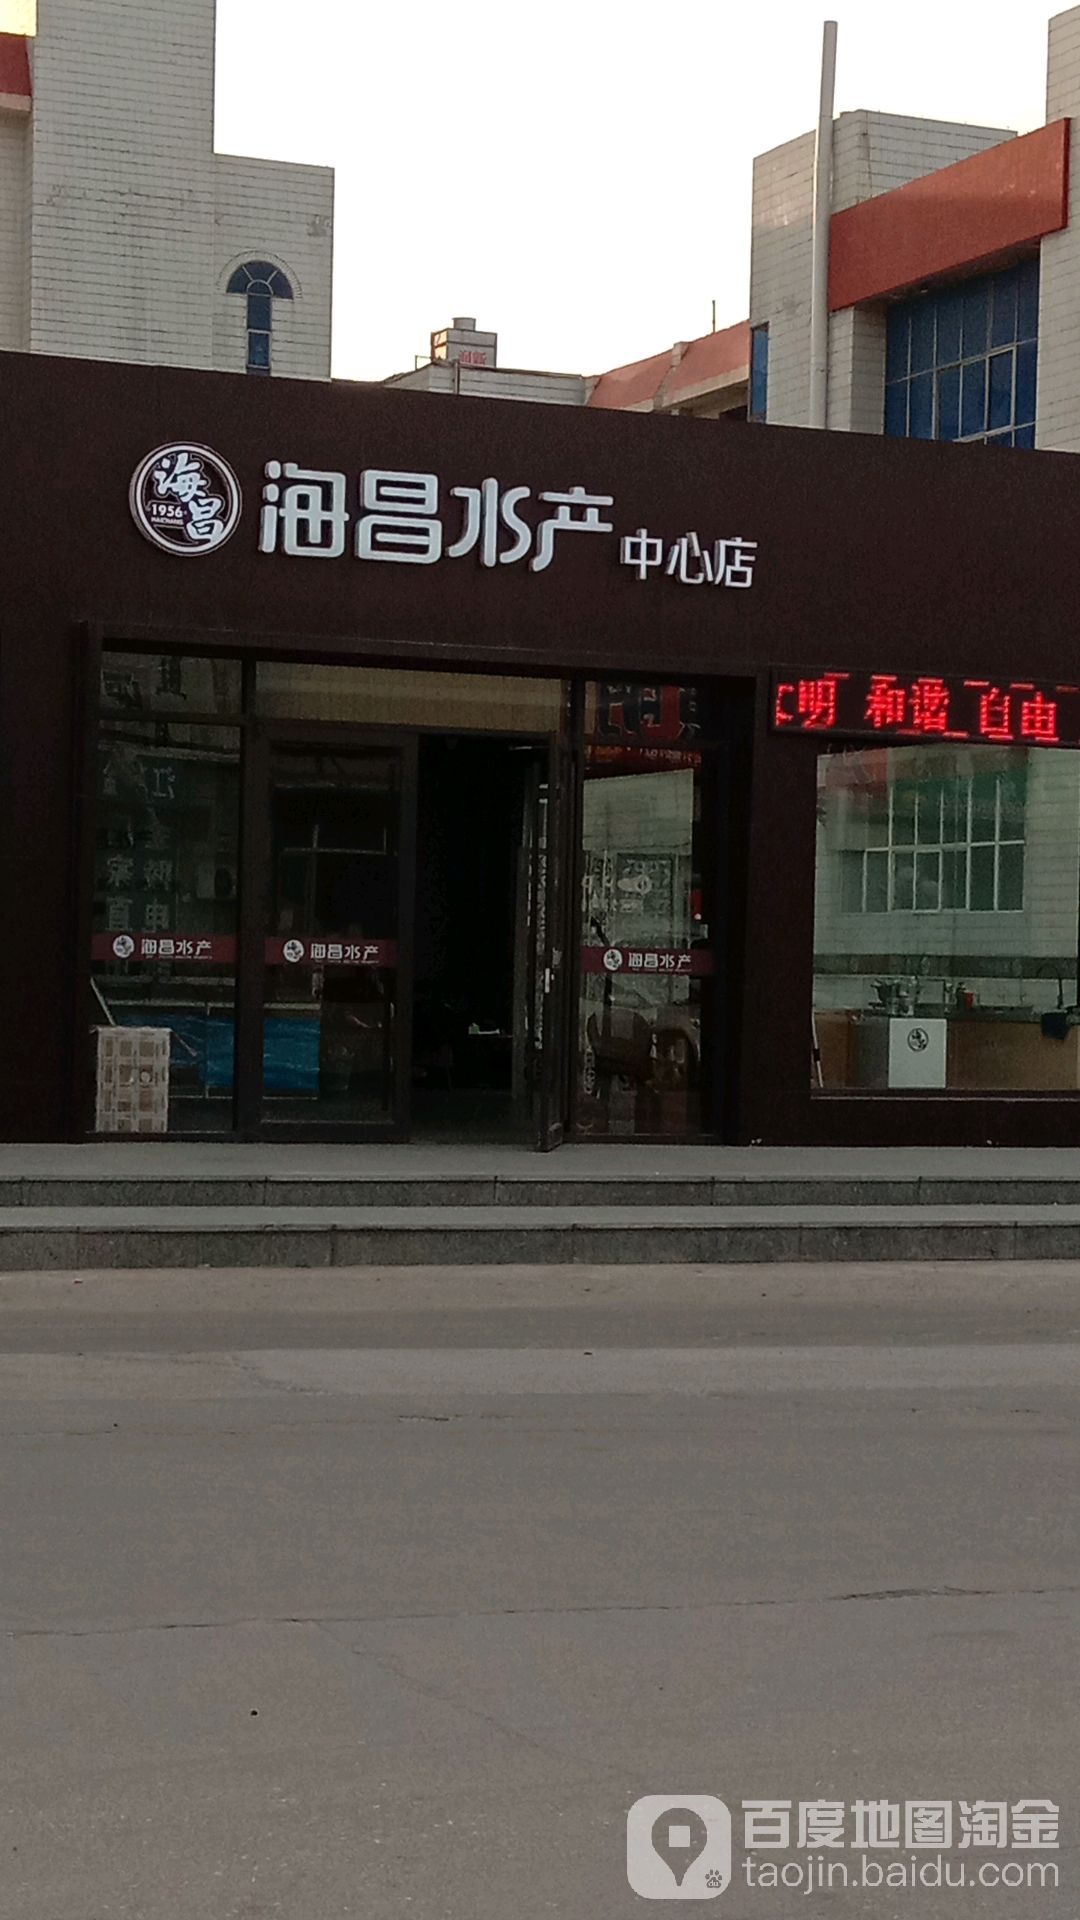 海昌
1956
HAICHANG
海昌水产 中心店
明 和谐 自由
海昌水产
海昌水产
海昌水产
百度地图淘金
taojin.baidu.com